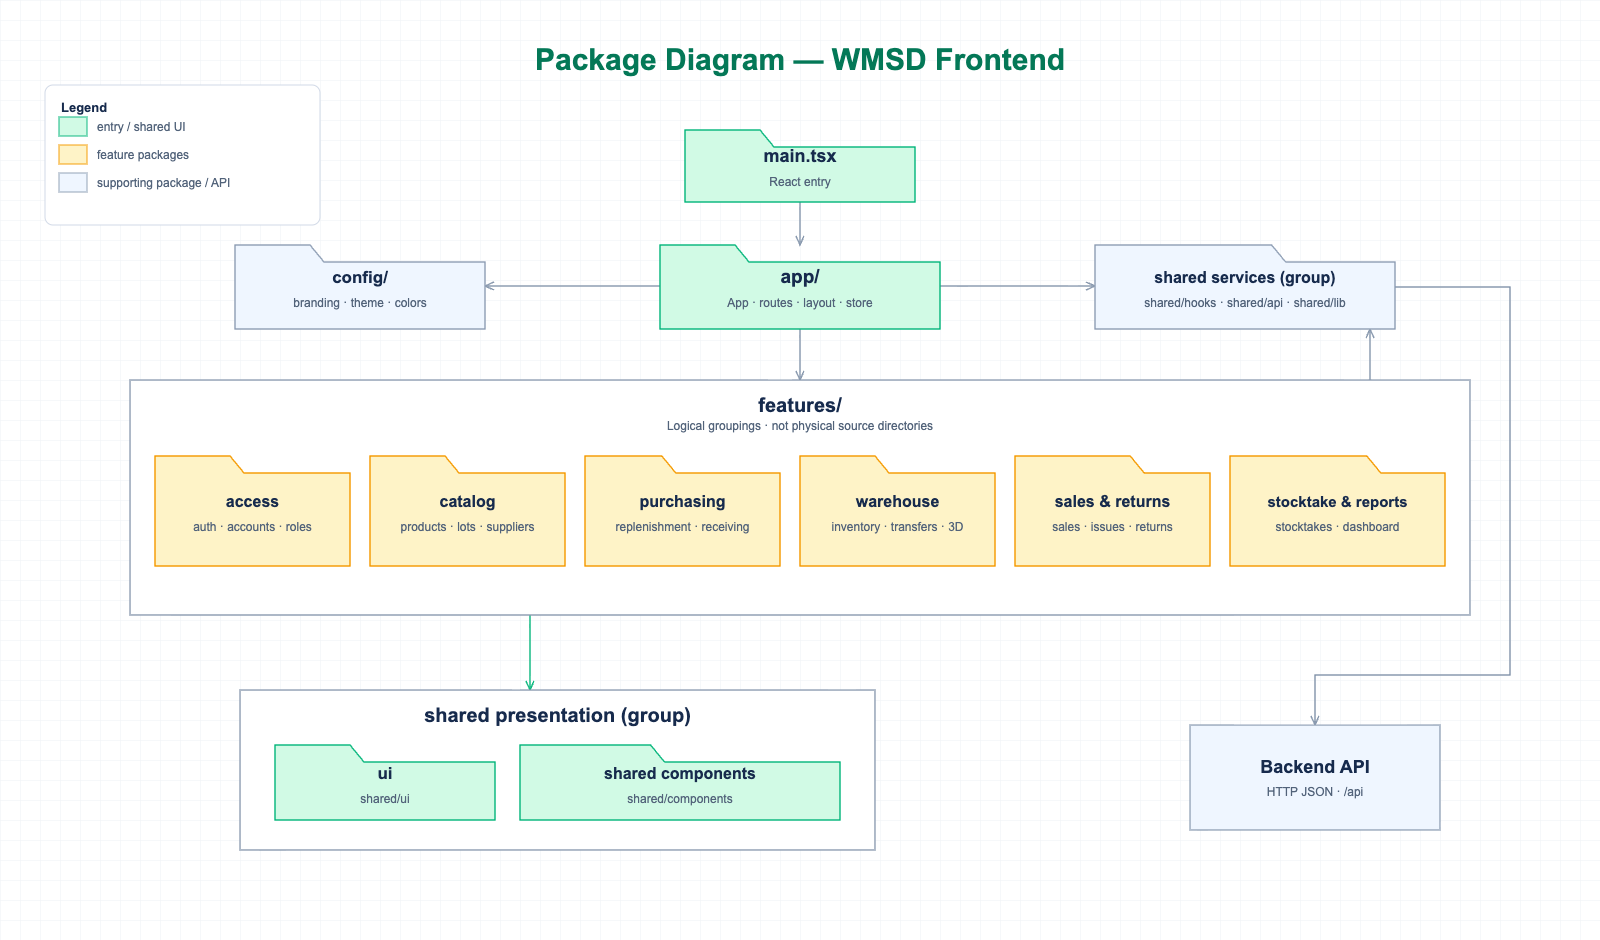 Package Diagram — WMSD Frontend
Legend
entry / shared UI
feature packages
supporting package / API
main.tsx
React entry
config/
branding · theme · colors
app/
App · routes · layout · store
shared services (group)
shared/hooks · shared/api · shared/lib
features/
Logical groupings · not physical source directories
access
auth · accounts · roles
catalog
products · lots · suppliers
purchasing
replenishment · receiving
warehouse
inventory · transfers · 3D
sales & returns
sales · issues · returns
stocktake & reports
stocktakes · dashboard
shared presentation (group)
ui
shared/ui
shared components
shared/components
Backend API
HTTP JSON · /api